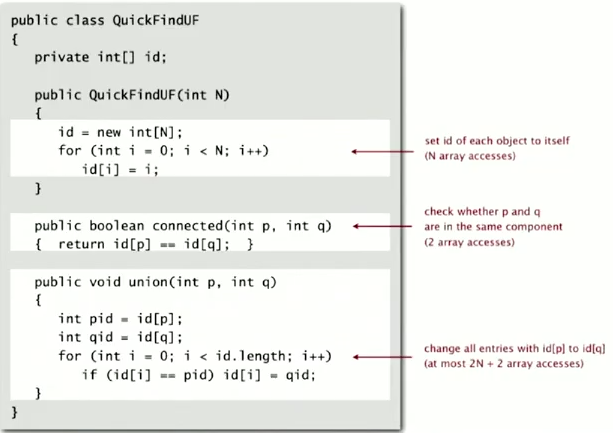 public class QuickFindUF
{
private int[] id;
public QuickFindUF(int N)
{
id = new int[N];
for (int i = 0; i < N; i++)
id[i] = i;
}
set id of each object to itself
(N array accesses)
public boolean connected(int p, int q)
{ return id[p] == id[q]; }
check whether p and q
are in the same component
(2 array accesses)
public void union(int p, int q)
{
int pid = id[p];
int qid = id[q];
for (int i = 0; i < id.length; i++)
if (id[i] == pid) id[i] = qid;
}
}
change all entries with id[p] to id[q]
(at most 2N + 2 array accesses)